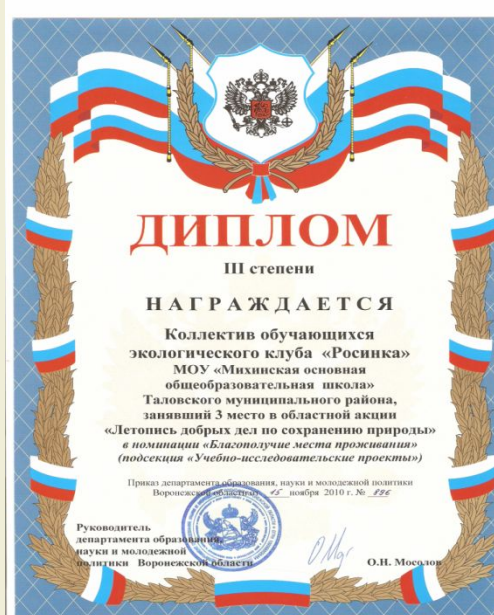 ДИПЛОМ
III степени
НАГРАЖДАЕТСЯ
Коллектив обучающихся
экологического клуба «Росинка»
МОУ «Михинская основная
общеобразовательная школа»
Таловского муниципального района,
занявший 3 место в областной акции
«Летопись добрых дел по сохранению природы»
в номинации «Благополучие места проживания»
(подсекция «Учебно-исследовательские проекты»)
Приказ департамента образования, науки и молодежной политики
Воронежской области от 15 ноября 2010 г. №
Руководитель
департамента образования,
науки и молодежной
политики Воронежской области О.Н. Мосолов